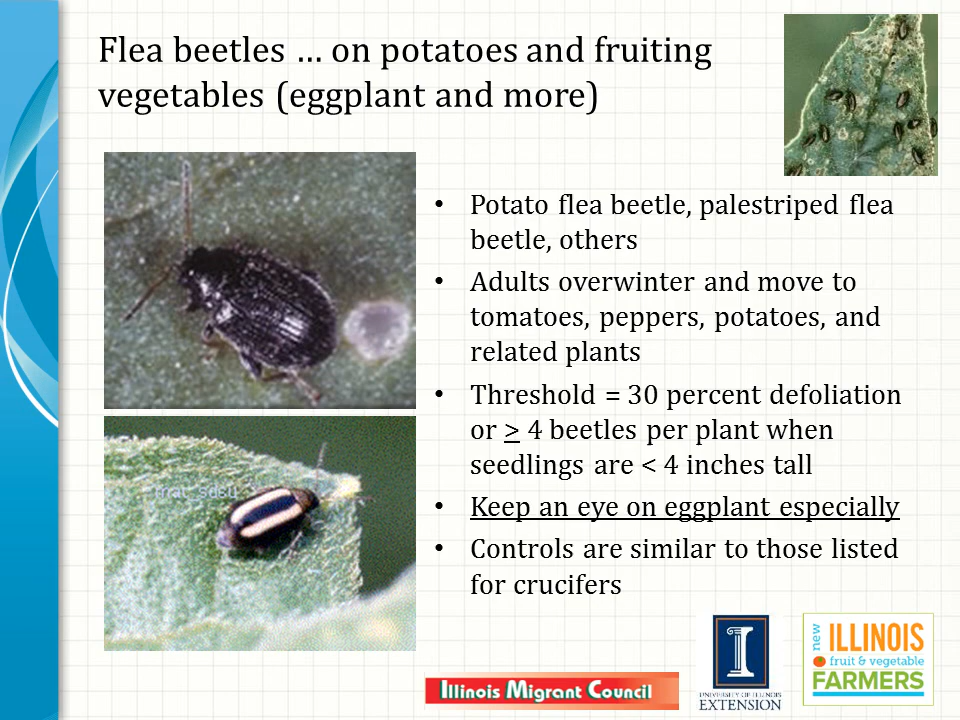 Flea beetles … on potatoes and fruiting
vegetables (eggplant and more)
• Potato flea beetle, palestriped flea
beetle, others
• Adults overwinter and move to
tomatoes, peppers, potatoes, and
related plants
• Threshold = 30 percent defoliation
or > 4 beetles per plant when
seedlings are < 4 inches tall
• Keep an eye on eggplant especially
• Controls are similar to those listed
for crucifers
Illinois Migrant Council
I
UNIVERSITY OF ILLINOIS
EXTENSION
new
ILLINOIS
fruit & vegetable
FARMERS